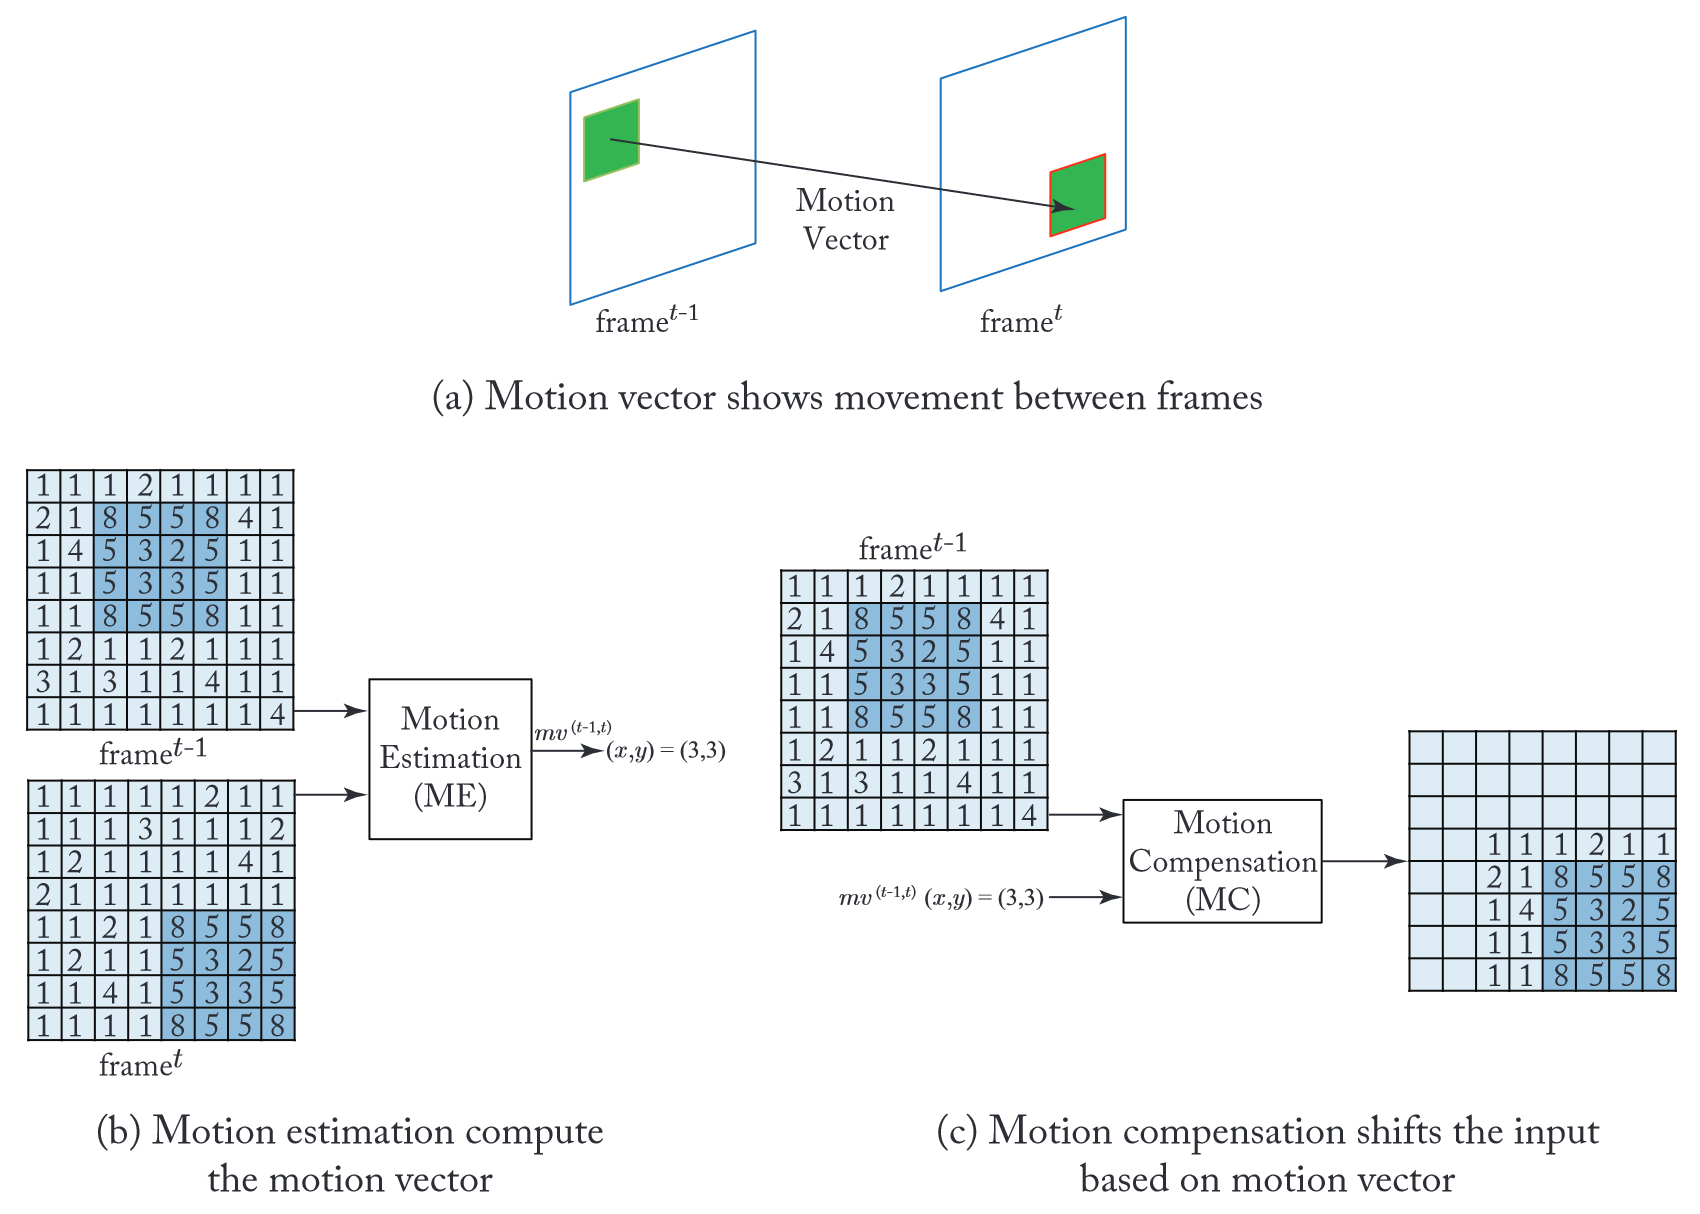 Motion
Vector
frame^t-1
frame^t
(a) Motion vector shows movement between frames
1 1 1 2 1 1 1 1
2 1 8 5 5 8 4 1
1 4 5 3 2 5 1 1
1 1 5 3 3 5 1 1
1 1 8 5 5 8 1 1
1 2 1 1 2 1 1 1
3 1 3 1 1 4 1 1
1 1 1 1 1 1 1 4
frame^t-1
1 1 1 1 1 2 1 1
1 1 1 3 1 1 1 2
1 2 1 1 1 1 4 1
2 1 1 1 1 1 1 1
1 1 2 1 8 5 5 8
1 2 1 1 5 3 2 5
1 1 4 1 5 3 3 5
1 1 1 1 8 5 5 8
frame^t
Motion
Estimation
(ME)
mv^(t-1,t)
(x,y) = (3,3)
(b) Motion estimation compute
the motion vector
frame^t-1
1 1 1 2 1 1 1 1
2 1 8 5 5 8 4 1
1 4 5 3 2 5 1 1
1 1 5 3 3 5 1 1
1 1 8 5 5 8 1 1
1 2 1 1 2 1 1 1
3 1 3 1 1 4 1 1
1 1 1 1 1 1 1 4
mv^(t-1,t) (x,y) = (3,3)
Motion
Compensation
(MC)
1 1 1 2 1 1
2 1 8 5 5 8
1 4 5 3 2 5
1 1 5 3 3 5
1 1 8 5 5 8
(c) Motion compensation shifts the input
based on motion vector